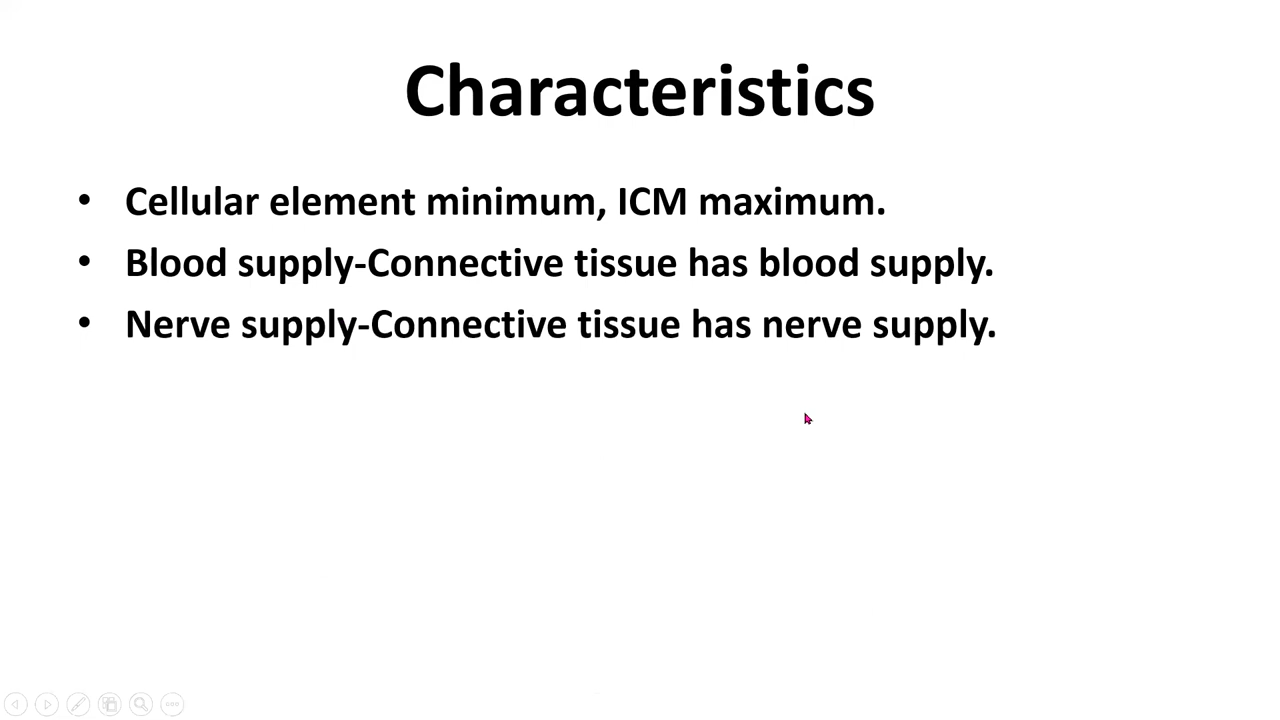 Characteristics
• Cellular element minimum, ICM maximum.
• Blood supply-Connective tissue has blood supply.
• Nerve supply-Connective tissue has nerve supply.